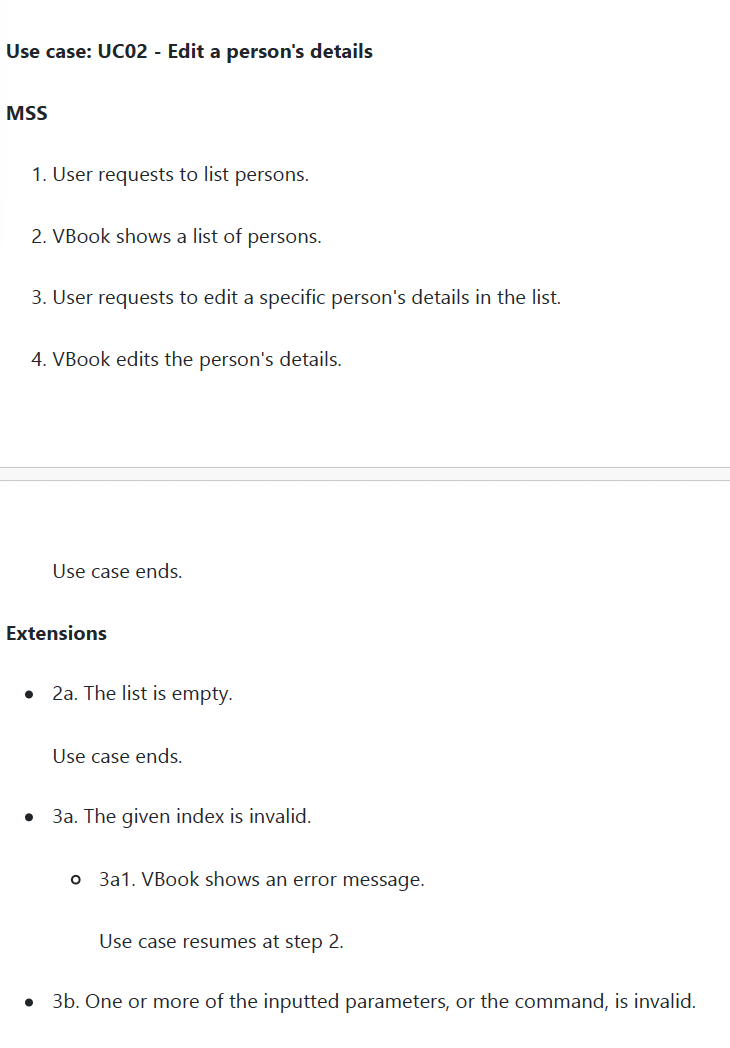 Use case: UC02 - Edit a person's details
MSS
1. User requests to list persons.
2. VBook shows a list of persons.
3. User requests to edit a specific person's details in the list.
4. VBook edits the person's details.
Use case ends.
Extensions
• 2a. The list is empty.
Use case ends.
• 3a. The given index is invalid.
○ 3a1. VBook shows an error message.
Use case resumes at step 2.
• 3b. One or more of the inputted parameters, or the command, is invalid.